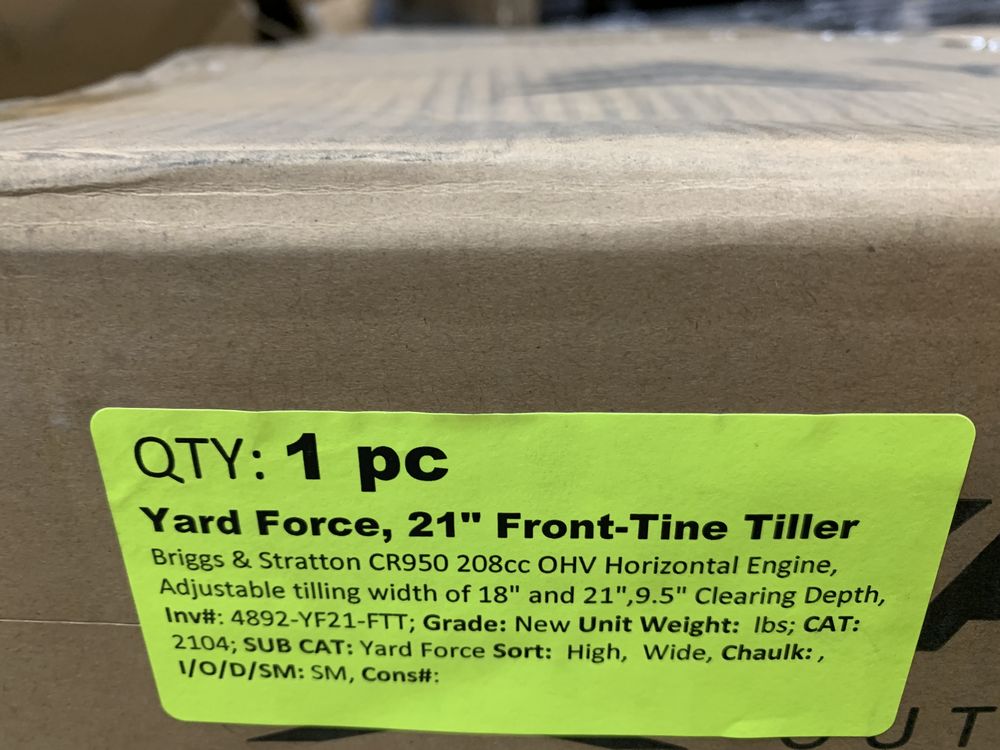 QTY: 1 pc
Yard Force, 21" Front-Tine Tiller
Briggs & Stratton CR950 208cc OHV Horizontal Engine,
Adjustable tilling width of 18" and 21",9.5" Clearing Depth,
Inv#: 4892-YF21-FTT; Grade: New Unit Weight: lbs; CAT:
2104; SUB CAT: Yard Force Sort: High, Wide, Chaulk: ,
I/O/D/SM: SM, Cons#: